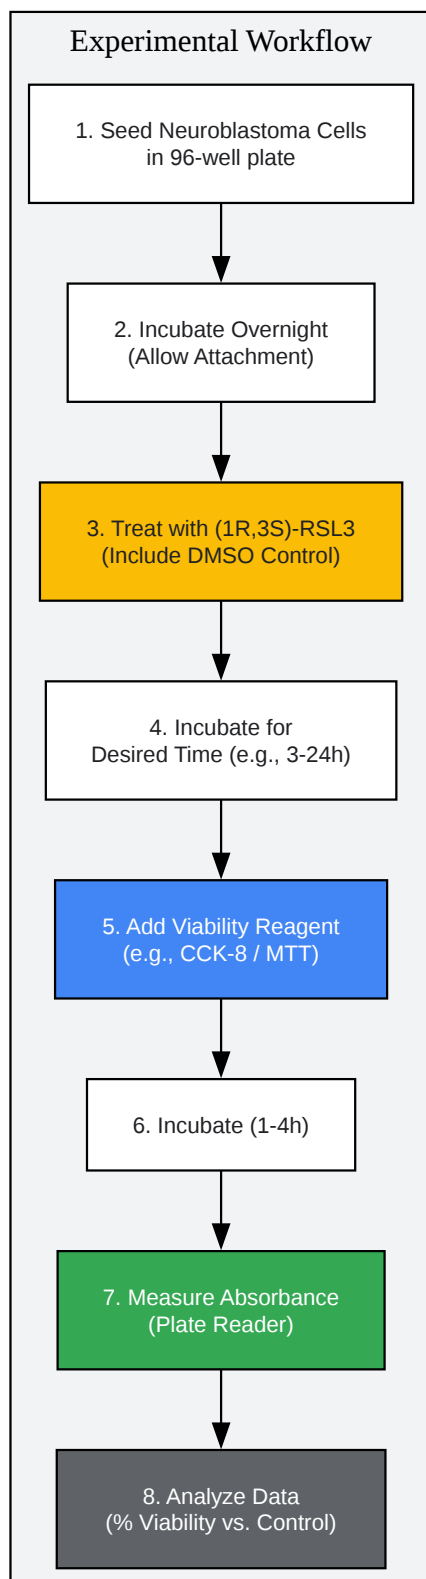 Experimental Workflow
1. Seed Neuroblastoma Cells
in 96-well plate
2. Incubate Overnight
(Allow Attachment)
3. Treat with (1R,3S)-RSL3
(Include DMSO Control)
4. Incubate for
Desired Time (e.g., 3-24h)
5. Add Viability Reagent
(e.g., CCK-8 / MTT)
6. Incubate (1-4h)
7. Measure Absorbance
(Plate Reader)
8. Analyze Data
(% Viability vs. Control)